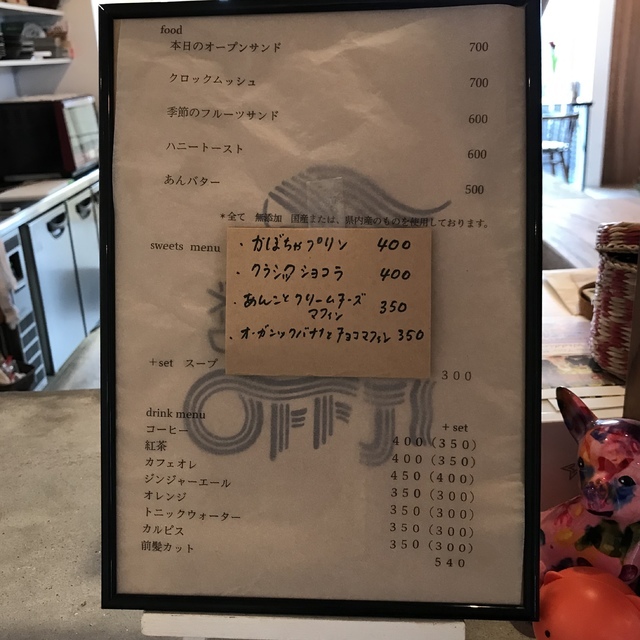 food
本日のオープンサンド 700
クロックムッシュ 700
季節のフルーツサンド 600
ハニートースト 600
あんバター 500
*全て 無添加 国産または、県内産のものを使用しております。
sweets menu
・かぼちゃプリン 400
・クラシックショコラ 400
・あんことクリームチーズ
マフィン 350
・オーガニックバナナとチョコマフィン 350
+set スープ 300
drink menu +set
コーヒー 400(350)
紅茶 400(350)
カフェオレ 450(400)
ジンジャーエール 350(300)
オレンジ 350(300)
トニックウォーター 350(300)
カルピス 350(300)
前髪カット 540